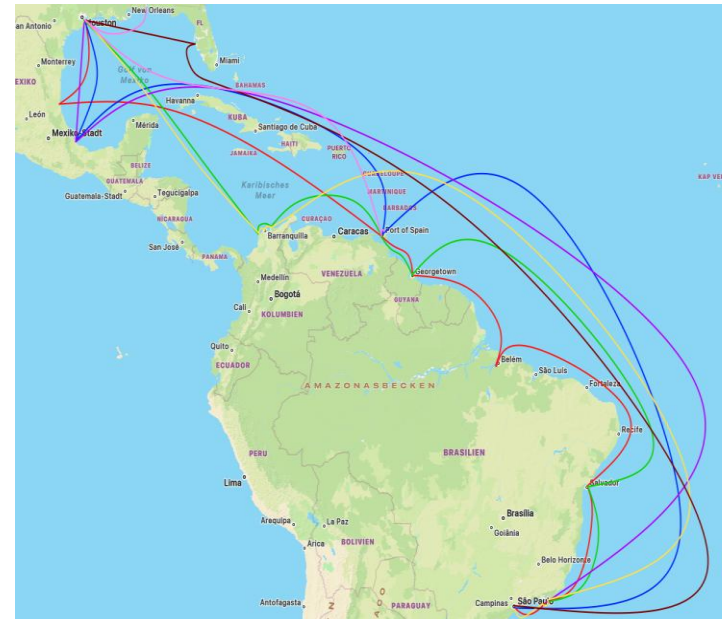 New Orleans
Houston
an Antonio
FL
Monterrey
Miami
Golf von
Mexiko
BAHAMAS
EXIKO
Havanna
León
KUBA
Mexiko-Stadt
Mérida
Santiago de Cuba
HAITI
PUERTO
RICO
JAMAIKA
BELIZE
GUADELOUPE
GUATEMALA
Guatemala-Stadt
Tegucigalpa
Karibisches
Meer
MARTINIQUE
KAP VE
BARBADOS
NICARAGUA
CURAÇAO
San José
Barranquilla
Caracas
Port of Spain
PANAMA
VENEZUELA
Georgetown
Medellín
Bogotá
GUYANA
Cali
KOLUMBIEN
Quito
ECUADOR
Belém
São Luis
Fortaleza
AMAZONASBECKEN
Recife
PERU
BRASILIEN
Lima
Salvador
Brasília
Arequipa
La Paz
Goiânia
BOLIVIEN
Arica
Belo Horizonte
Antofagasta
PARAGUAY
Campinas
São Paulo